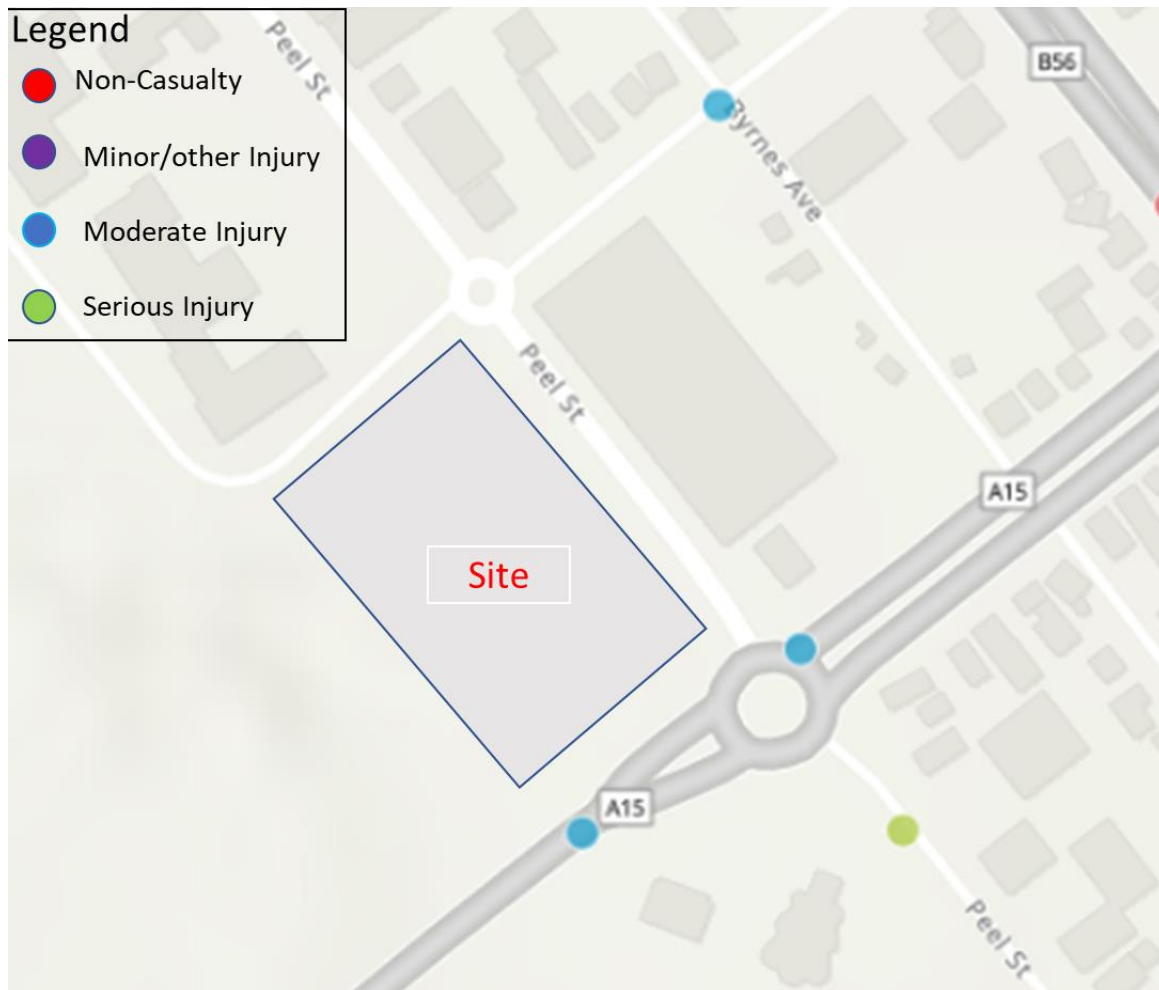 Legend
Non-Casualty
Minor/other Injury
Moderate Injury
Serious Injury
Peel St
B56
Byrnes Ave
Peel St
A15
Site
A15
Peel St